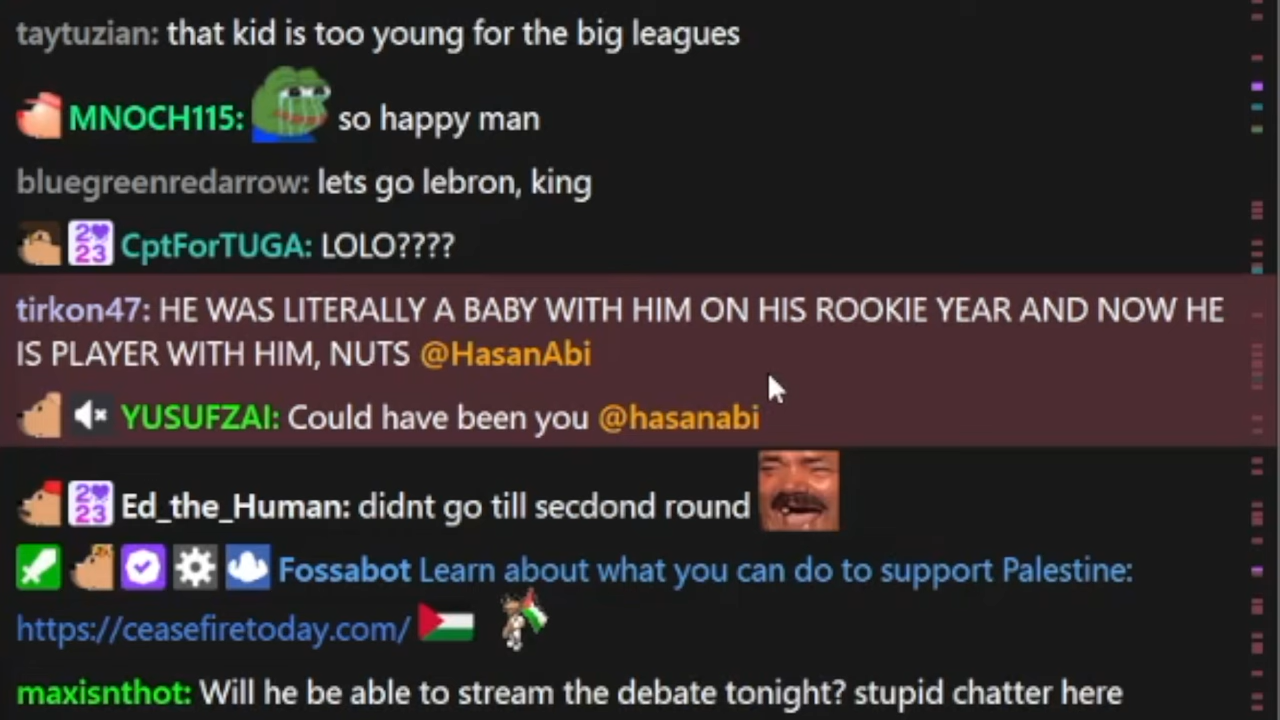 taytuzian: that kid is too young for the big leagues
MNOCH115: so happy man
bluegreenredarrow: lets go lebron, king
2 23 CptForTUGA: LOLO????
tirkon47: HE WAS LITERALLY A BABY WITH HIM ON HIS ROOKIE YEAR AND NOW HE
IS PLAYER WITH HIM, NUTS @HasanAbi
YUSUFZAI: Could have been you @hasanabi
2 23 Ed_the_Human: didnt go till secdond round
Fossabot Learn about what you can do to support Palestine:
https://ceasefiretoday.com/
maxisnthot: Will he be able to stream the debate tonight? stupid chatter here